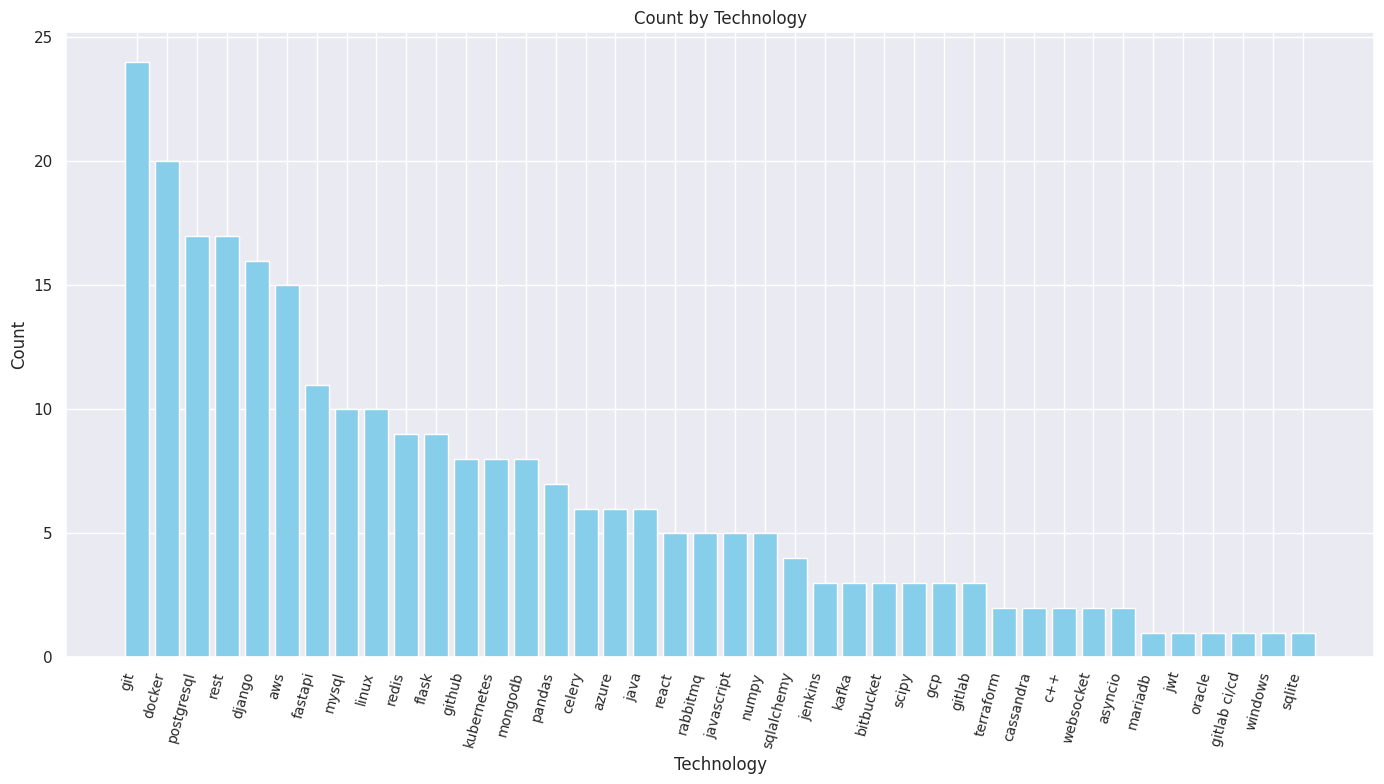 Count by Technology
25
20
15
10
5
0
Count
git
docker
postgresql
rest
django
aws
fastapi
mysql
linux
redis
flask
github
kubernetes
mongodb
pandas
celery
azure
java
react
rabbitmq
javascript
numpy
sqlalchemy
jenkins
kafka
bitbucket
scipy
gcp
gitlab
terraform
cassandra
c++
websocket
asyncio
mariadb
jwt
oracle
gitlab ci/cd
windows
sqlite
Technology